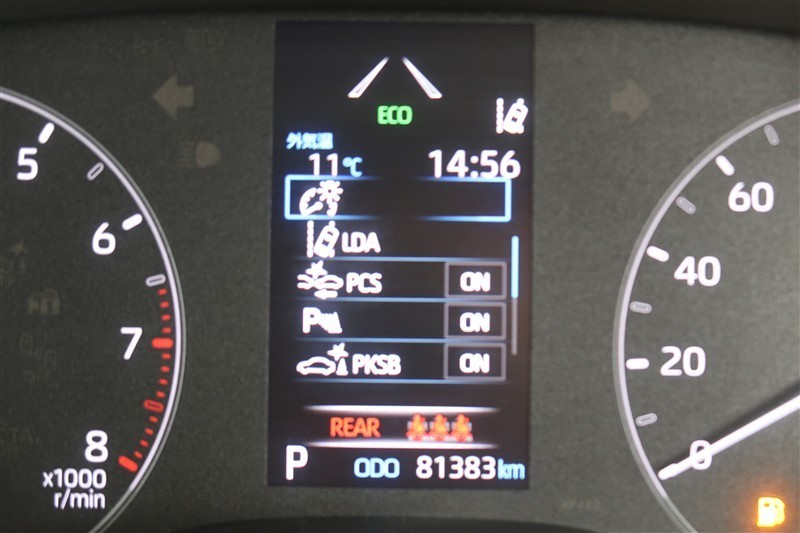 ECO
外気温
11℃ 14:56
LDA
PCS ON
P ON
PKSB ON
REAR
P ODO 81383km
5
6
7
8
x1000
r/min
60
40
20
0